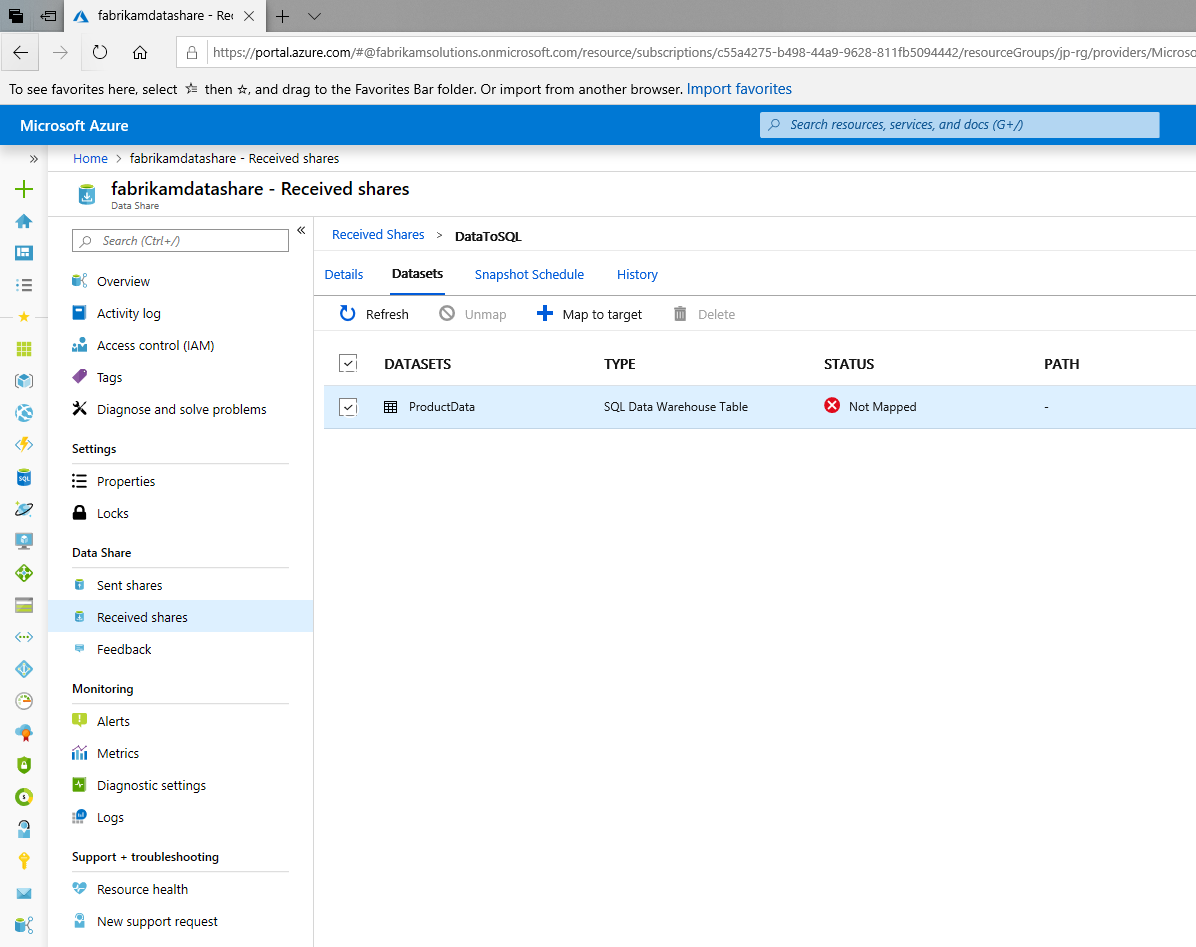 fabrikamdatashare - Rec
https://portal.azure.com/#@fabrikamsolutions.onmicrosoft.com/resource/subscriptions/c55a4275-b498-44a9-9628-811fb5094442/resourceGroups/jp-rg/providers/Microso
To see favorites here, select then , and drag to the Favorites Bar folder. Or import from another browser. Import favorites
Microsoft Azure
Search resources, services, and docs (G+/)
Home > fabrikamdatashare - Received shares
fabrikamdatashare - Received shares
Data Share
Search (Ctrl+/)
Overview
Activity log
Access control (IAM)
Tags
Diagnose and solve problems
Settings
Properties
Locks
Data Share
Sent shares
Received shares
Feedback
Monitoring
Alerts
Metrics
Diagnostic settings
Logs
Support + troubleshooting
Resource health
New support request
Received Shares > DataToSQL
Details Datasets Snapshot Schedule History
Refresh Unmap Map to target Delete
DATASETS TYPE STATUS PATH
ProductData SQL Data Warehouse Table Not Mapped -